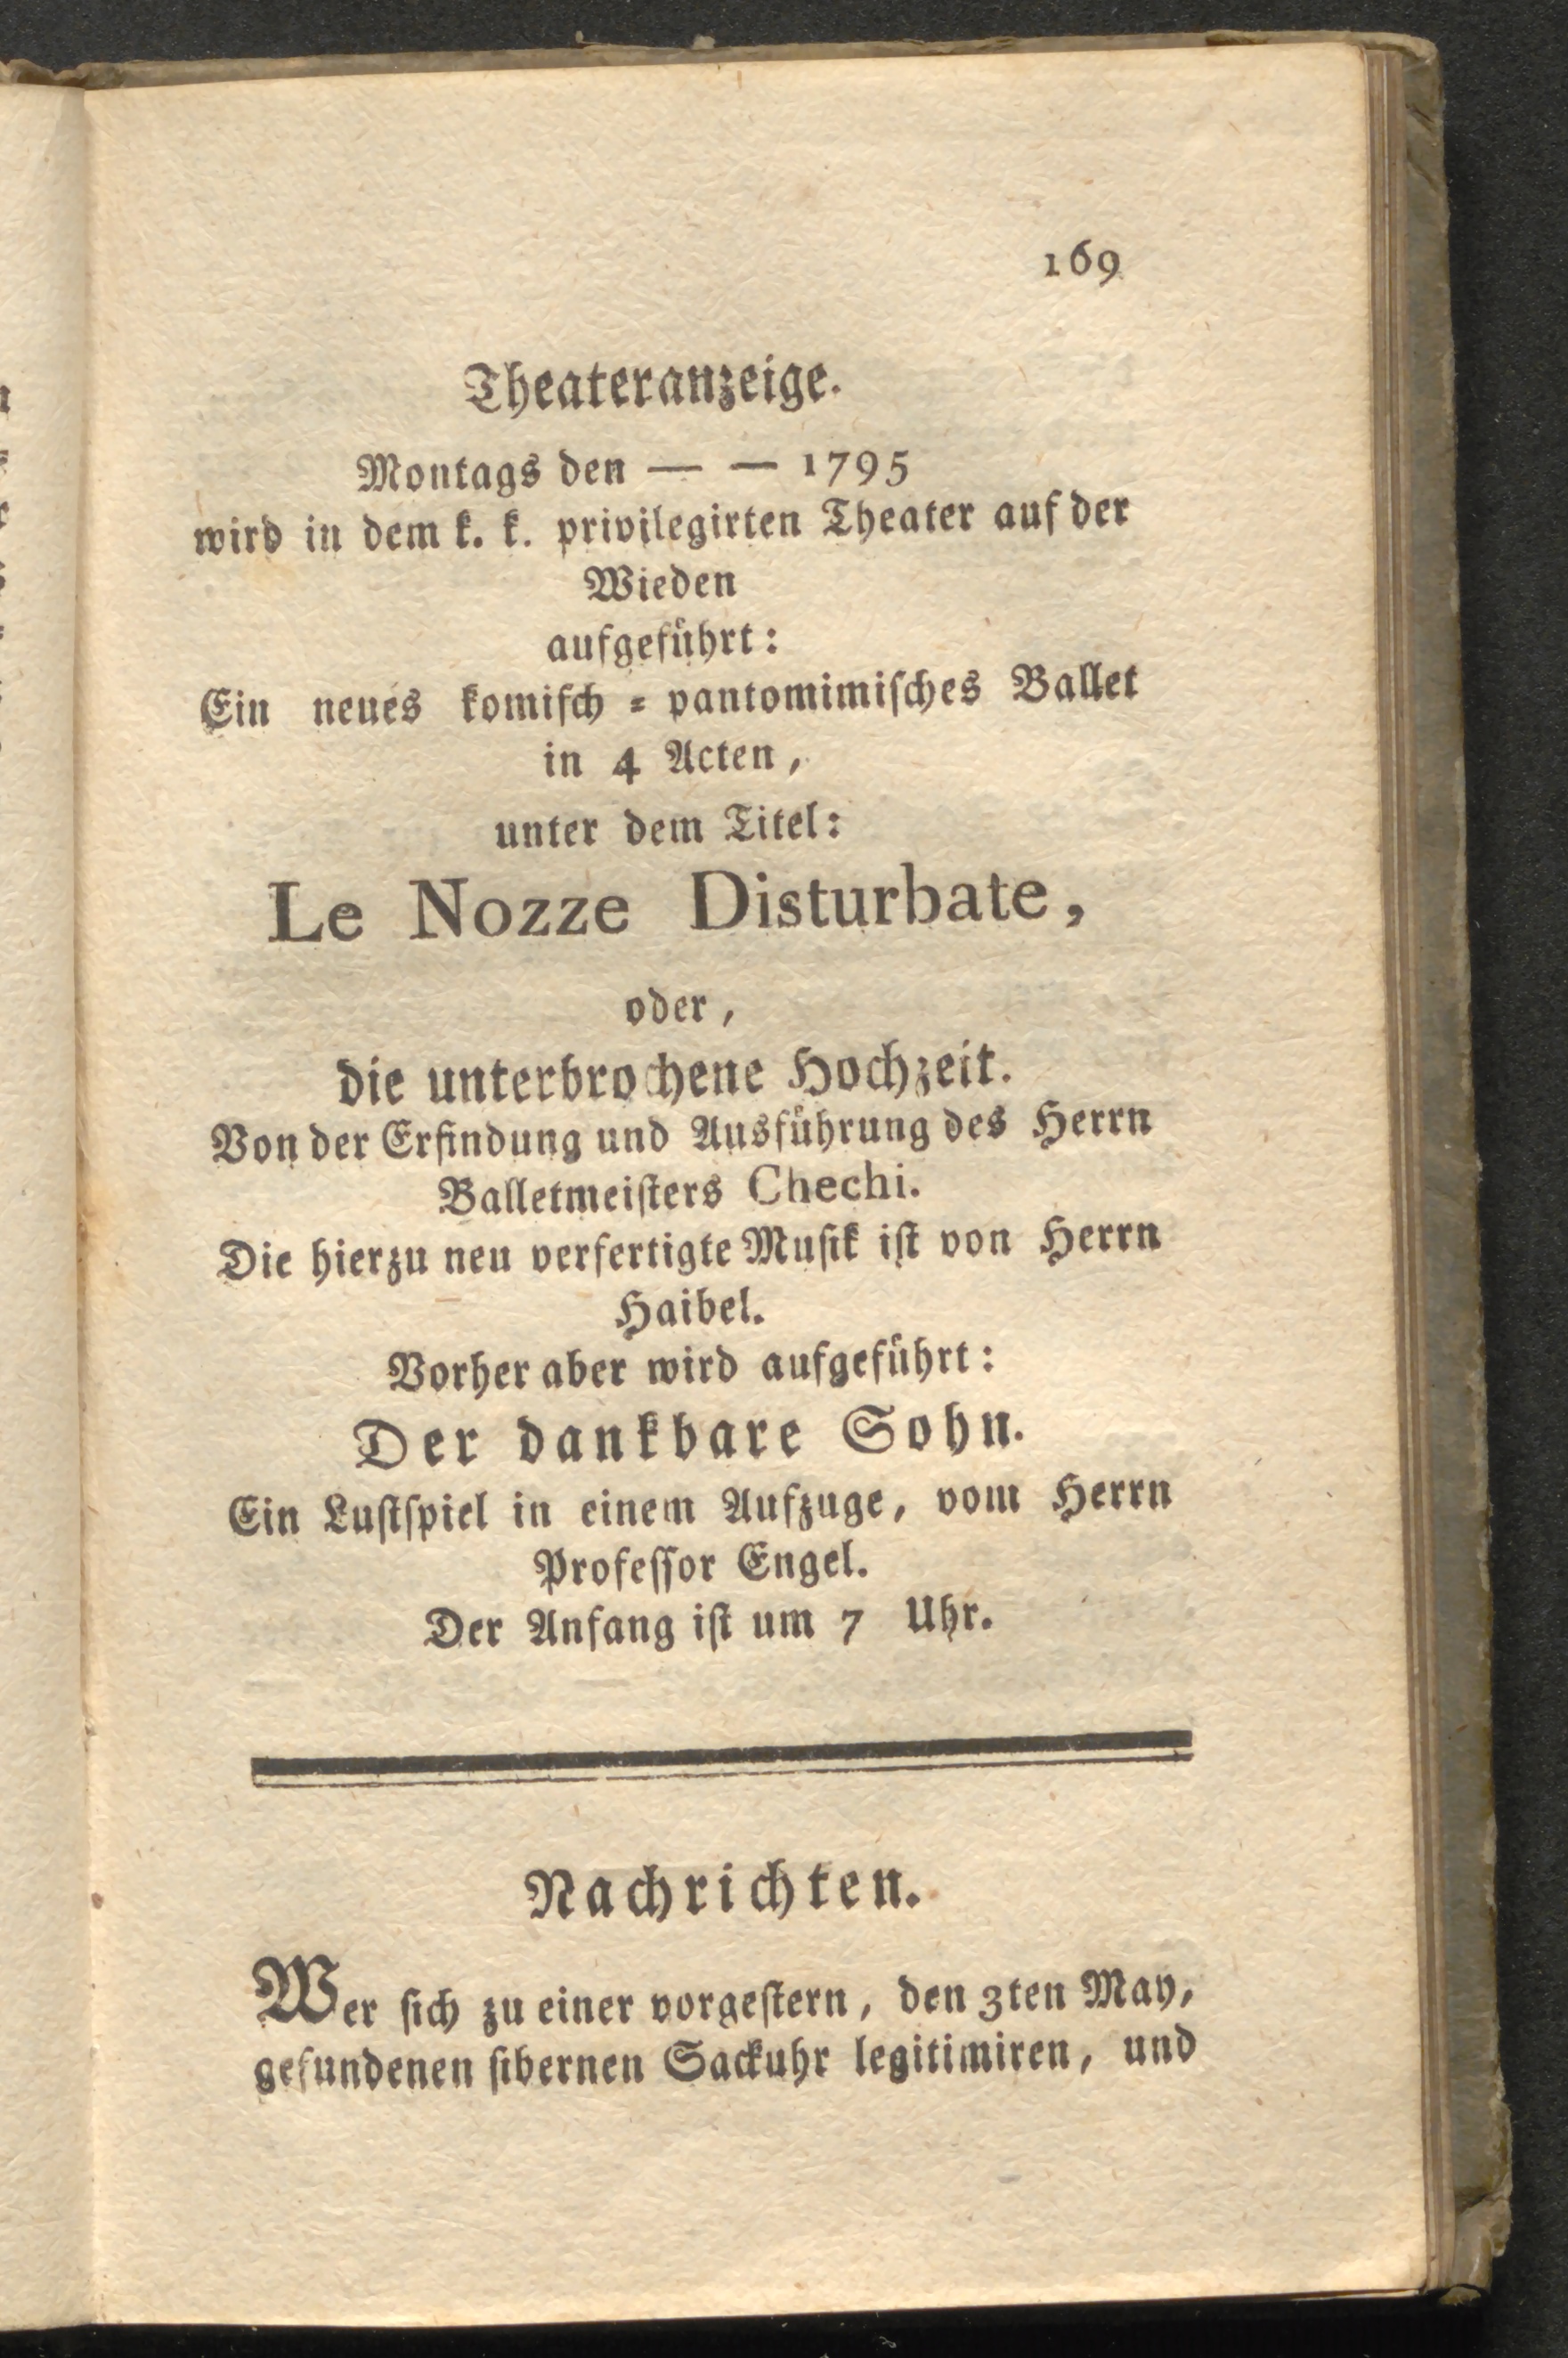 169
Theateranzeige.
Montags den — — 1795
wird in dem k. k. privilegirten Theater auf der
Wieden
aufgeführt:
Ein neues komisch = pantomimisches Ballet
in 4 Acten,
unter dem Titel:
Le Nozze Disturbate,
oder,
die unterbrochene Hochzeit.
Von der Erfindung und Ausführung des Herrn
Balletmeisters Chechi.
Die hierzu neu verfertigte Musik ist von Herrn
Haibel.
Vorher aber wird aufgeführt:
Der dankbare Sohn.
Ein Lustspiel in einem Aufzuge, vom Herrn
Professor Engel.
Der Anfang ist um 7 Uhr.
Nachrichten.
Wer sich zu einer vorgestern, den 3ten May,
gefundenen sibernen Sackuhr legitimiren, und